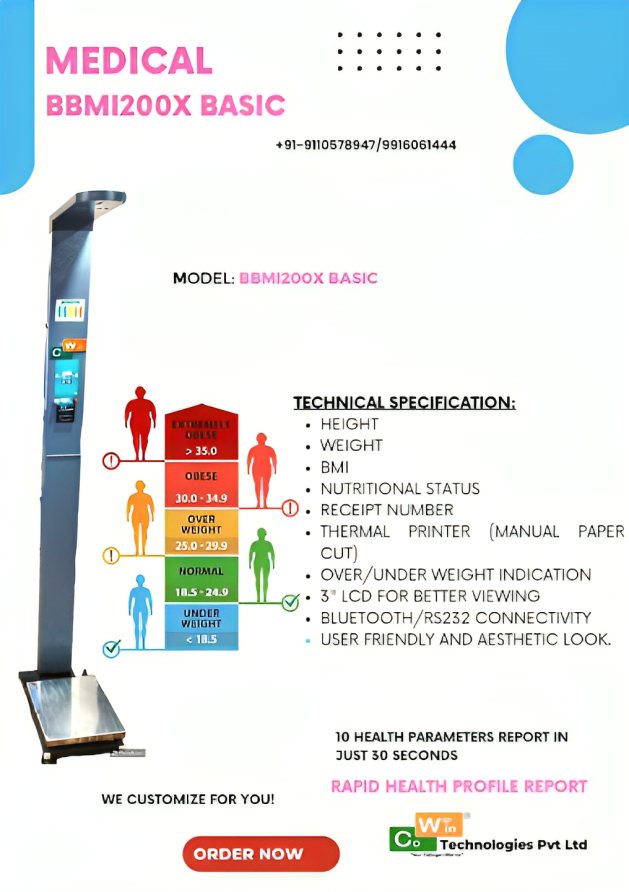 MEDICAL
BBMI200X BASIC
+91-9110578947/9916061444
MODEL: BBMI200X BASIC
EXTREMELY
OBESE
> 35.0
OBESE
30.0 - 34.9
OVER
WEIGHT
25.0 - 29.9
NORMAL
18.5 - 24.9
UNDER
WEIGHT
< 18.5
TECHNICAL SPECIFICATION:
• HEIGHT
• WEIGHT
• BMI
• NUTRITIONAL STATUS
• RECEIPT NUMBER
• THERMAL PRINTER (MANUAL PAPER
CUT)
• OVER/UNDER WEIGHT INDICATION
• 3" LCD FOR BETTER VIEWING
• BLUETOOTH/RS232 CONNECTIVITY
• USER FRIENDLY AND AESTHETIC LOOK.
10 HEALTH PARAMETERS REPORT IN
JUST 30 SECONDS
RAPID HEALTH PROFILE REPORT
WE CUSTOMIZE FOR YOU!
ORDER NOW
Co Win Technologies Pvt Ltd